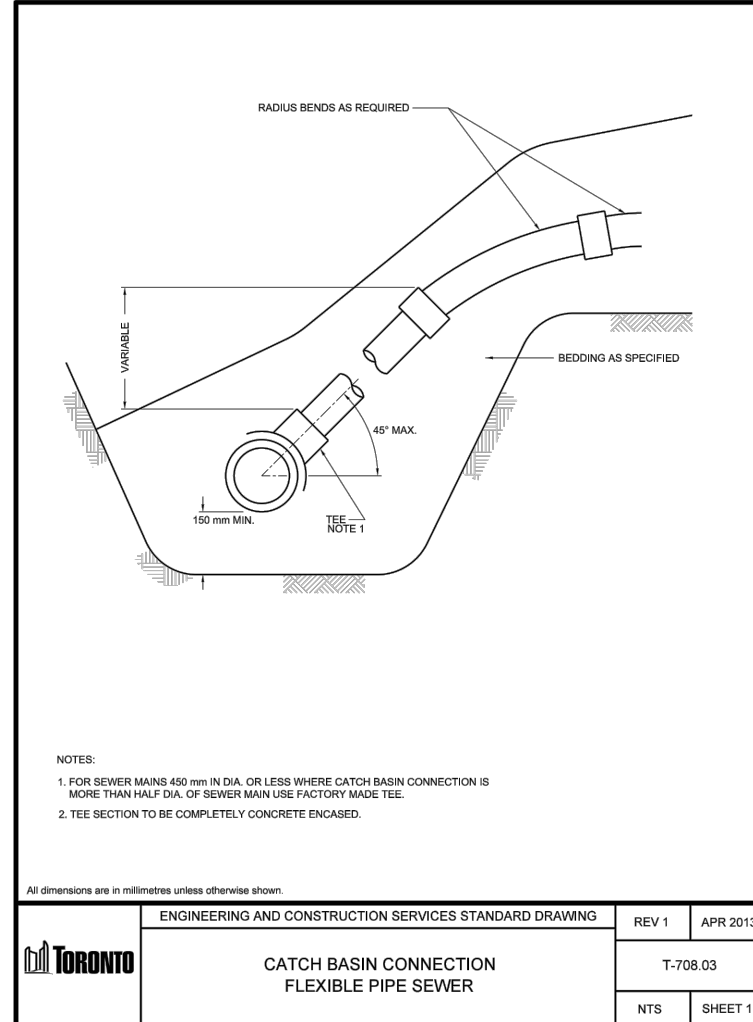 RADIUS BENDS AS REQUIRED
VARIABLE
BEDDING AS SPECIFIED
45° MAX.
150 mm MIN.
TEE
NOTE 1
NOTES:
1. FOR SEWER MAINS 450 mm IN DIA. OR LESS WHERE CATCH BASIN CONNECTION IS
MORE THAN HALF DIA. OF SEWER MAIN USE FACTORY MADE TEE.
2. TEE SECTION TO BE COMPLETELY CONCRETE ENCASED.
All dimensions are in millimetres unless otherwise shown.
ENGINEERING AND CONSTRUCTION SERVICES STANDARD DRAWING
REV 1
APR 2013
TORONTO
CATCH BASIN CONNECTION
FLEXIBLE PIPE SEWER
T-708.03
NTS
SHEET 1